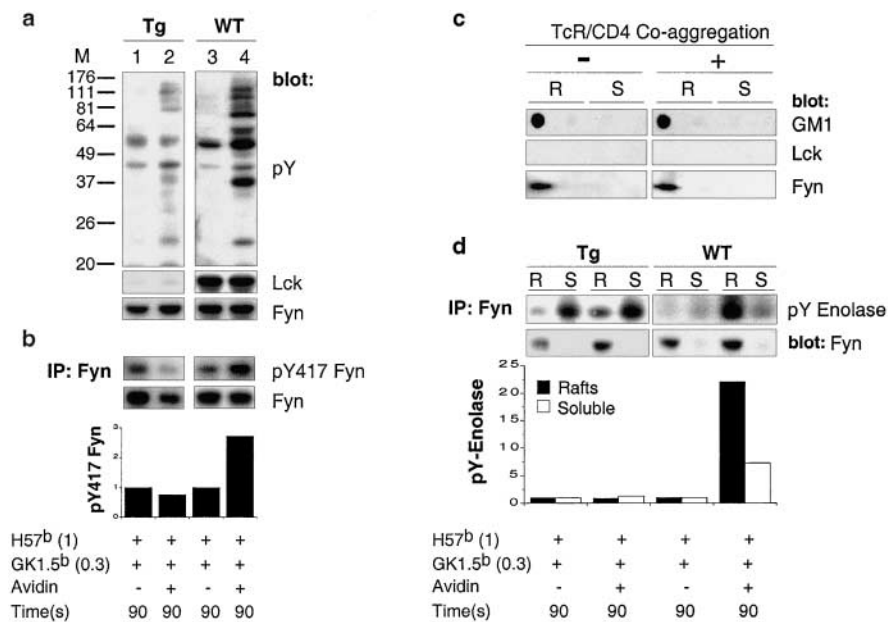 a
Tg WT
M 1 2 3 4
blot:
176
111
81
64
49
37
26
20
pY
Lck
Fyn
b
IP: Fyn
pY417 Fyn
Fyn
pY417 Fyn
3
2
1
0
H57b (1) + + + +
GK1.5b (0.3) + + + +
Avidin - + - +
Time(s) 90 90 90 90
c
TcR/CD4 Co-aggregation
- +
R S R S
blot:
GM1
Lck
Fyn
d
Tg WT
R S R S R S R S
IP: Fyn
pY Enolase
blot: Fyn
pY-Enolase
25
20
15
10
5
0
Rafts
Soluble
H57b (1) + + + +
GK1.5b (0.3) + + + +
Avidin - + - +
Time(s) 90 90 90 90